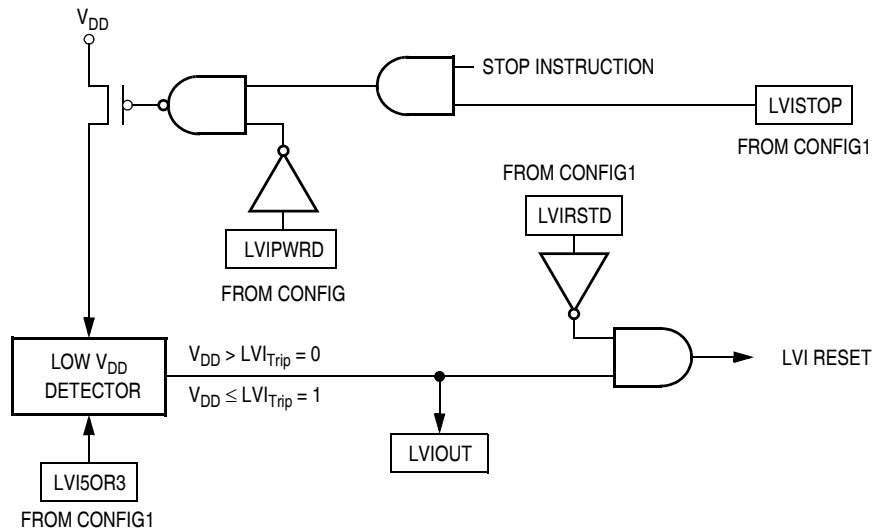 VDD
STOP INSTRUCTION
LVISTOP
FROM CONFIG1
FROM CONFIG1
LVIRSTD
LVIPWRD
FROM CONFIG
LOW VDD
DETECTOR
VDD > LVITrip = 0
VDD ≤ LVITrip = 1
LVI RESET
LVIOUT
LVI5OR3
FROM CONFIG1